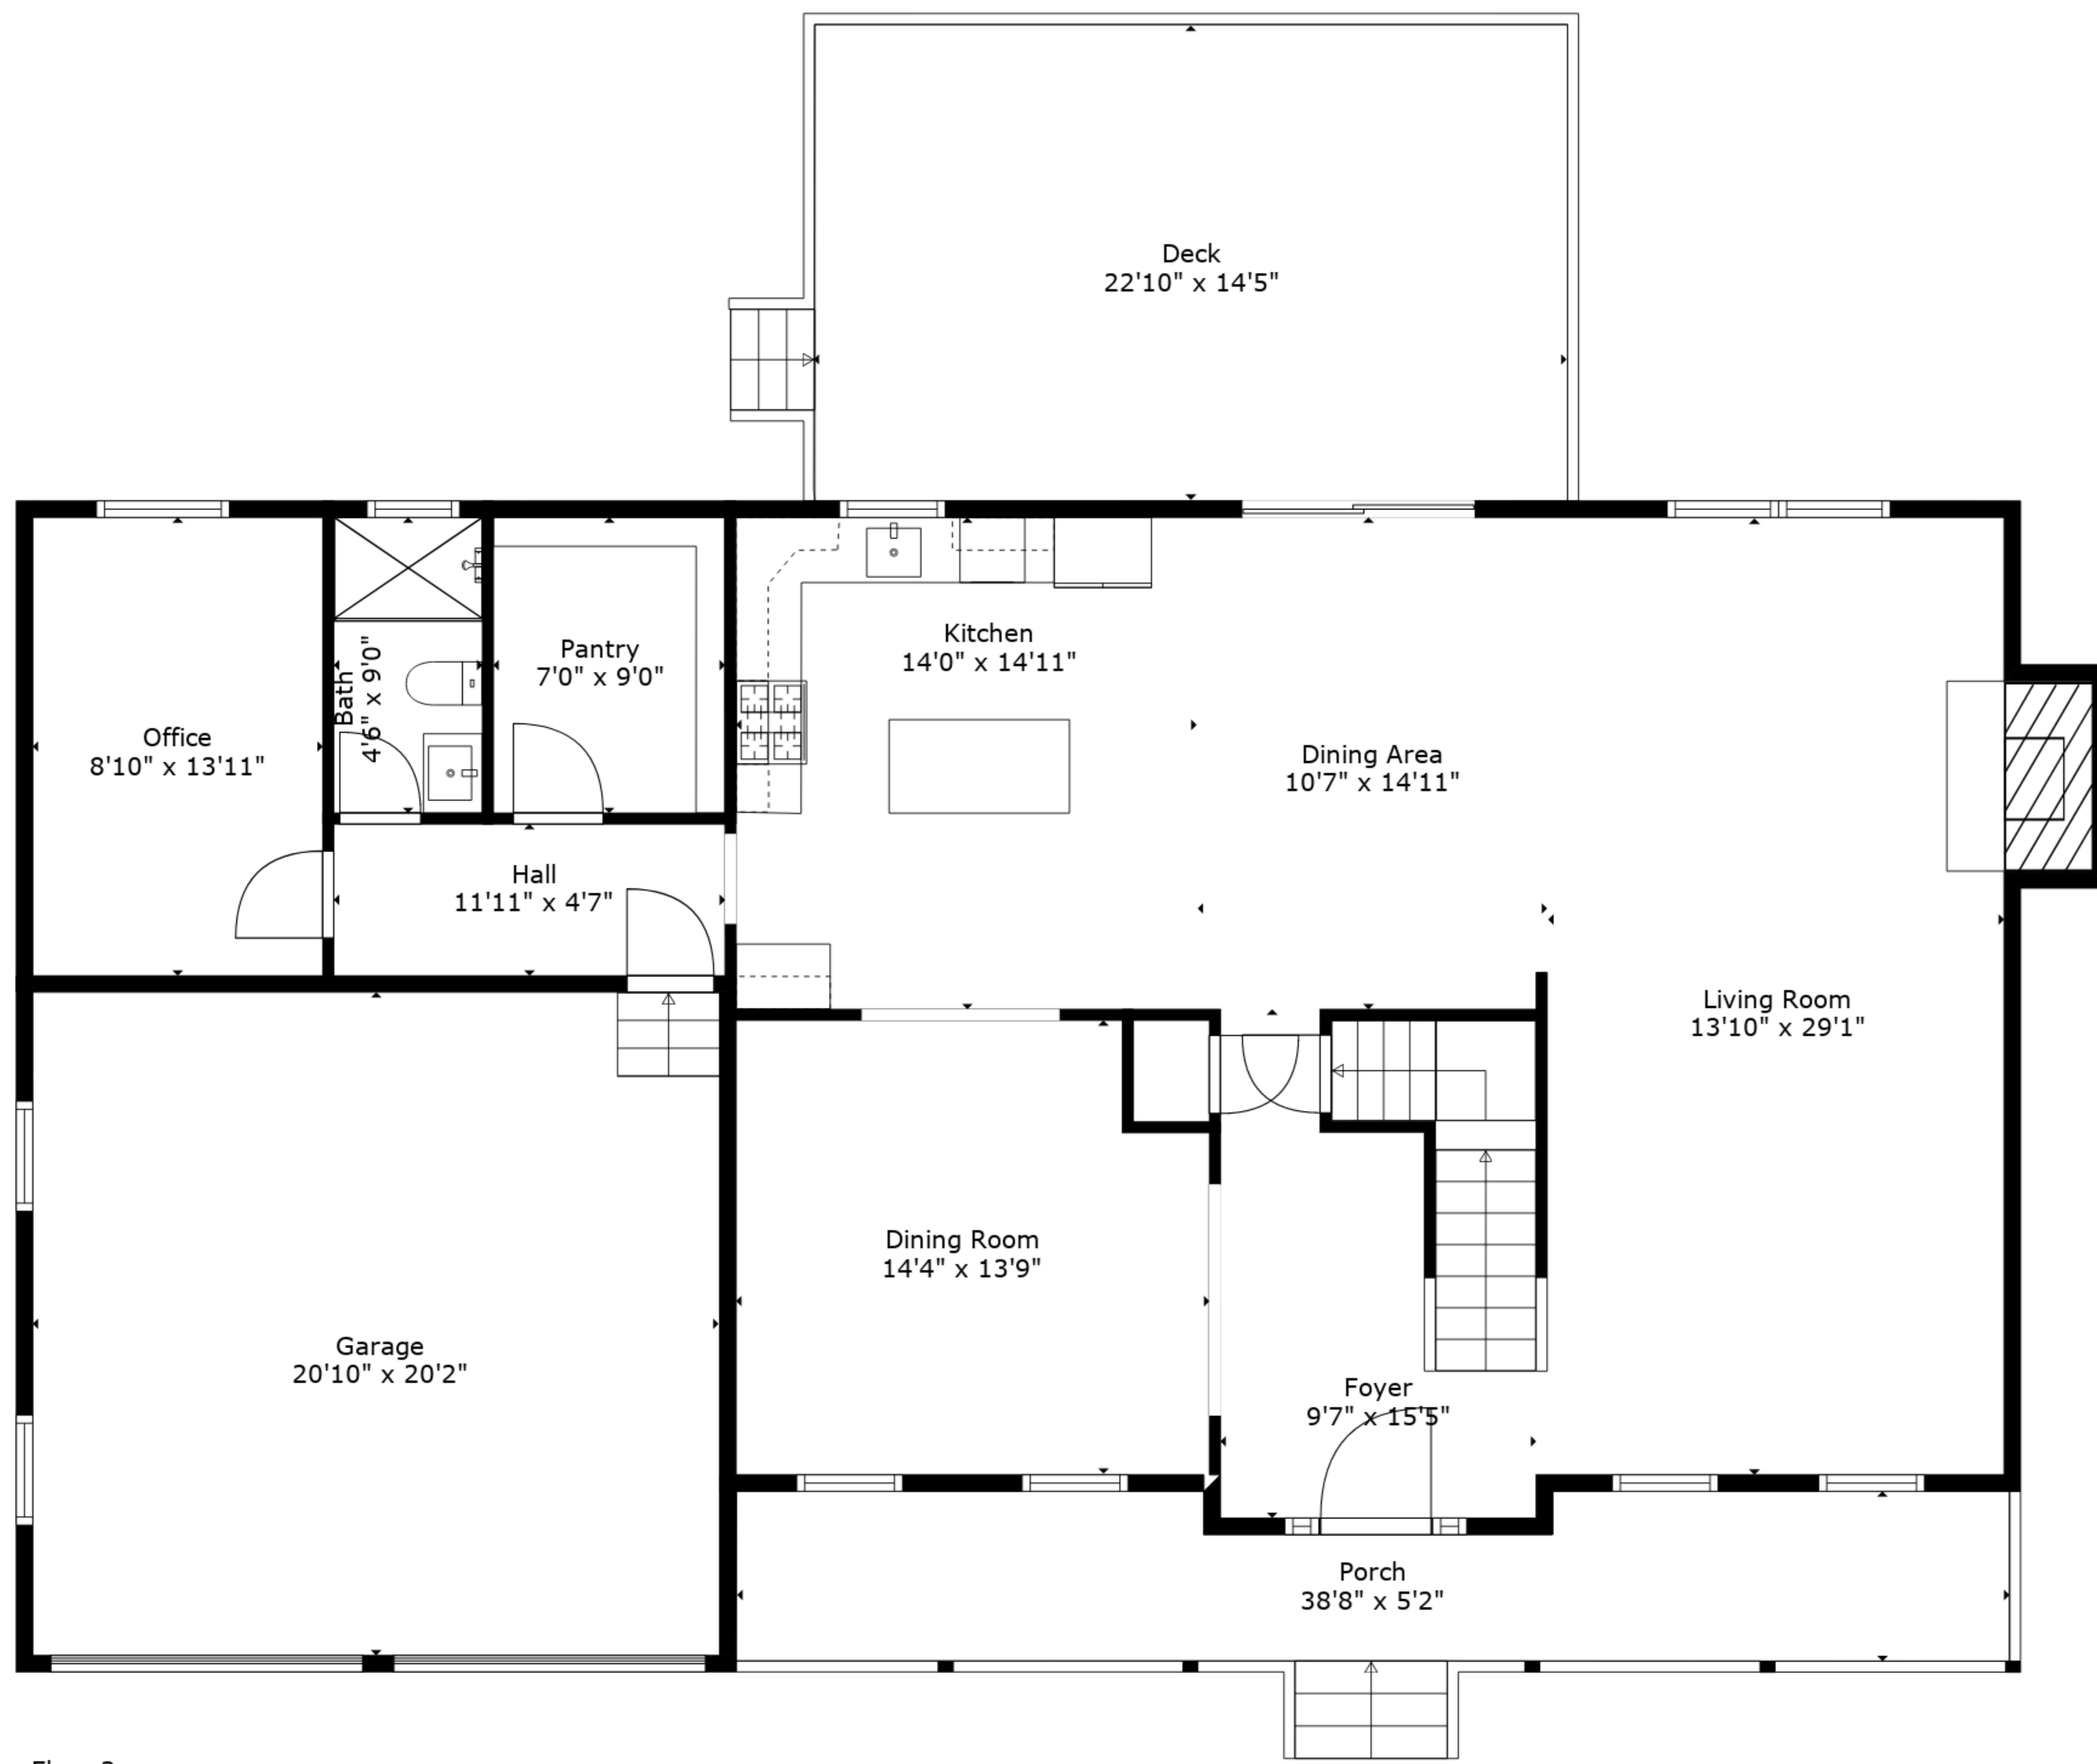 Deck
22'10" x 14'5"
Kitchen
14'0" x 14'11"
Pantry
7'0" x 9'0"
Bath
4'6" x 9'0"
Office
8'10" x 13'11"
Dining Area
10'7" x 14'11"
Hall
11'11" x 4'7"
Living Room
13'10" x 29'1"
Dining Room
14'4" x 13'9"
Garage
20'10" x 20'2"
Foyer
9'7" x 15'5"
Porch
38'8" x 5'2"